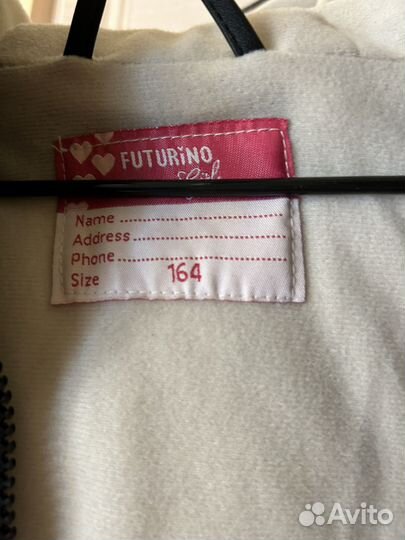 FUTURiNO
Girl
Name ....................
Address .................
Phone ...................
Size 164
Avito